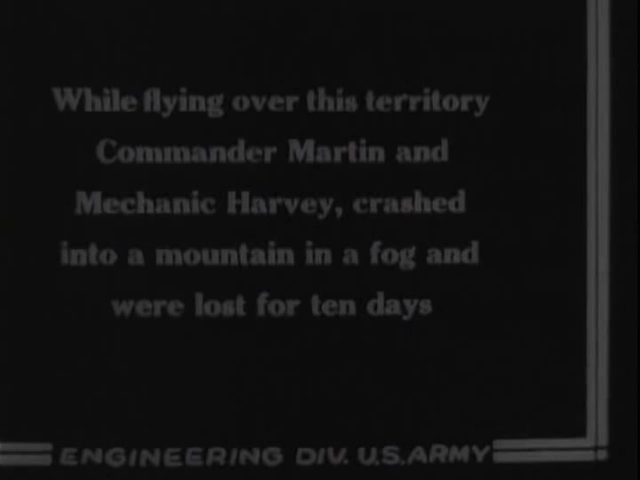 While flying over this territory
Commander Martin and
Mechanic Harvey, crashed
into a mountain in a fog and
were lost for ten days
ENGINEERING DIV. U.S.ARMY